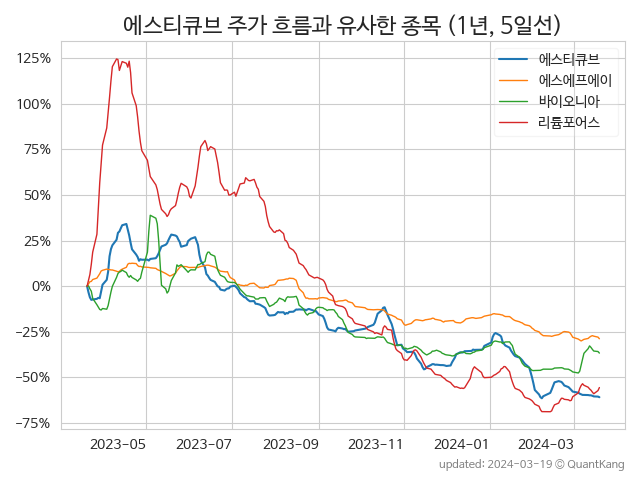 에스티큐브 주가 흐름과 유사한 종목 (1년, 5일선)
125%
100%
75%
50%
25%
0%
−25%
−50%
−75%
에스티큐브
에스에프에이
바이오니아
리튬포어스
2023-05
2023-07
2023-09
2023-11
2024-01
2024-03
updated: 2024-03-19 © QuantKang